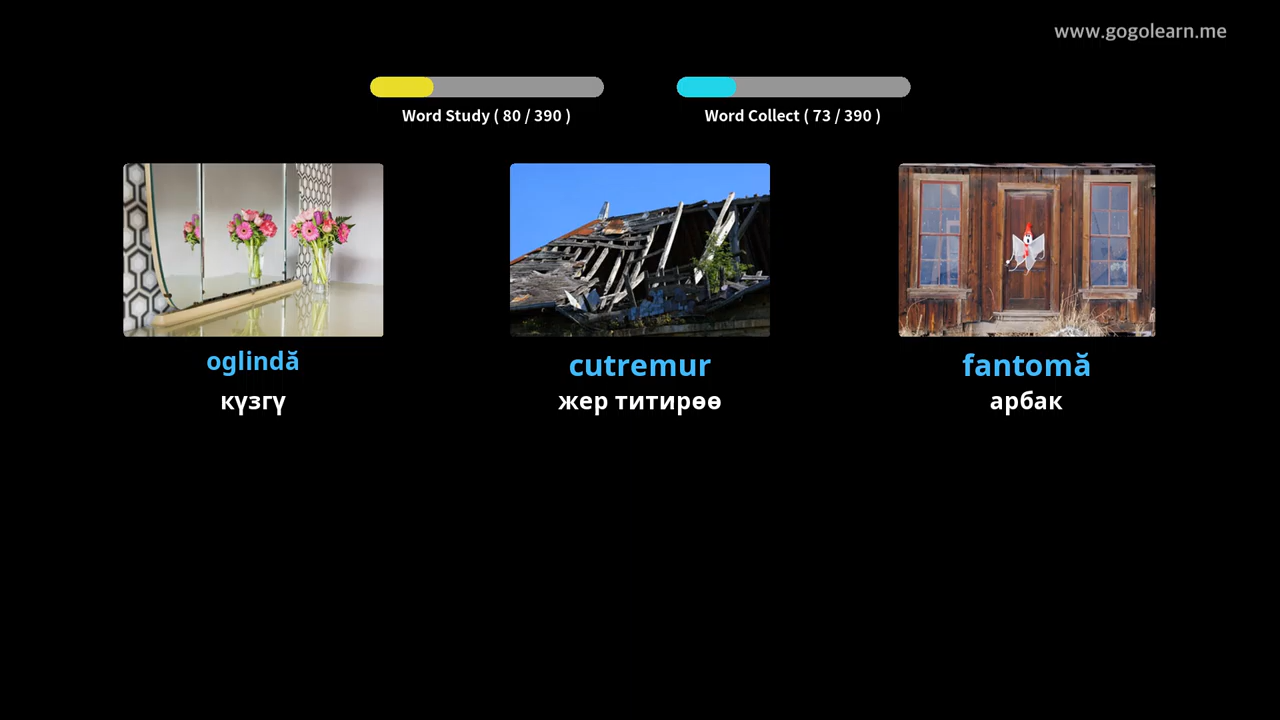 www.gogolearn.me
Word Study ( 80 / 390 )
Word Collect ( 73 / 390 )
oglindă
күзгү
cutremur
жер титирөө
fantomă
арбак